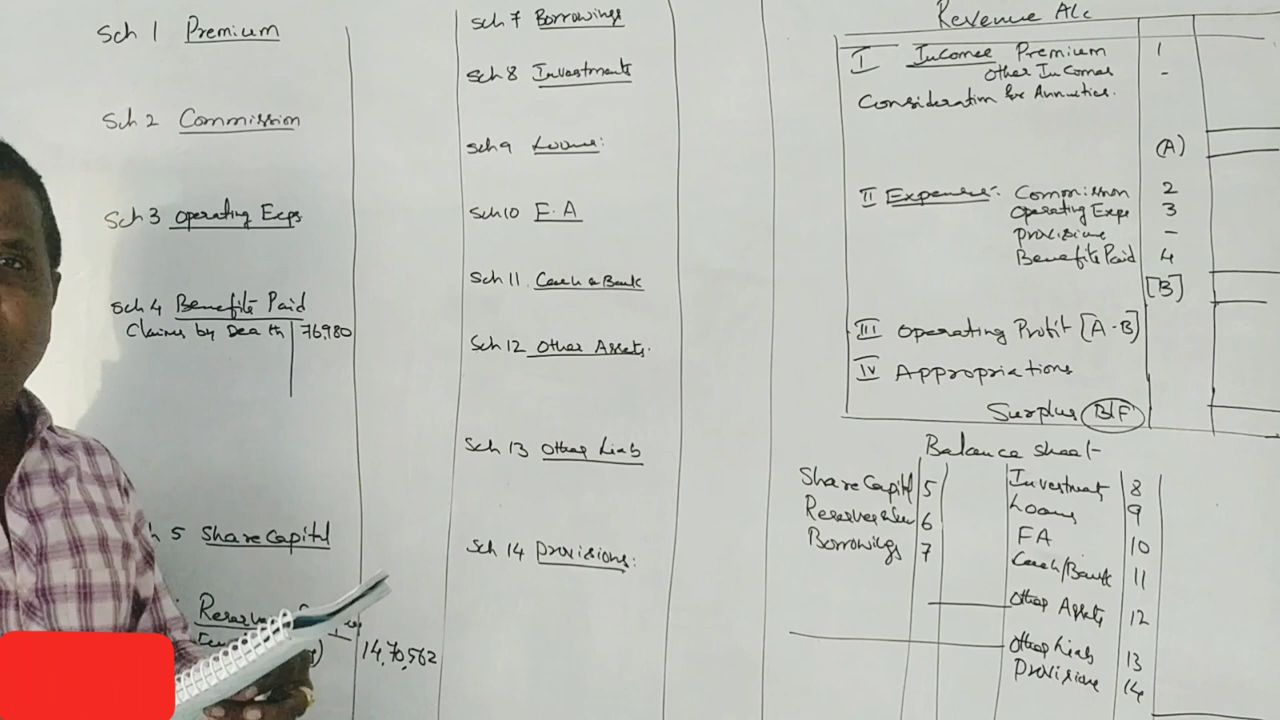 Sch 1 Premium
Sch 2 Commission
Sch 3 Operating Exps
Sch 4 Benefits Paid
Claims by Death 76,980
5 Share Capital
Reserves
14,70,562
Sch 7 Borrowings
Sch 8 Investments
Sch 9 Loans:
Sch 10 F.A
Sch 11 Cash & Bank
Sch 12 Other Assets.
Sch 13 Other Liab
Sch 14 Provisions:
Revenue A/c
I Incomes Premium 1
Other Incomes -
Consideration for Annuities.
(A)
II Expenses: Commission 2
Operating Exps 3
Provisions -
Benefits Paid 4
[B]
III Operating Profit [A-B]
IV Appropriations
Surplus B/F
Balance sheet
Share Capitl 5 Investment 8
Reserves & Sur 6 Loans 9
Borrowings 7 FA 10
Cash/Bank 11
Other Assets 12
Other Liab 13
Provisions 14